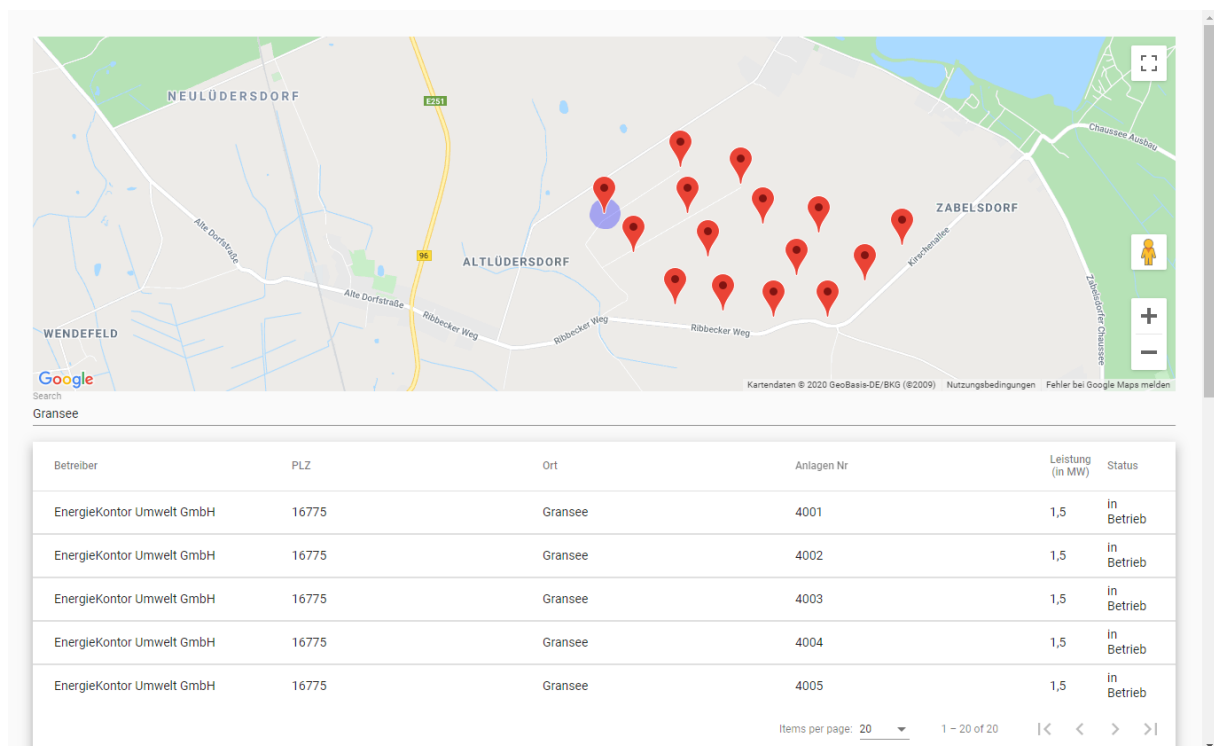 NEULÜDERSDORF
E251
Chaussee Ausbau
ZABELSDORF
Alte Dorfstraße
Kirschenallee
96
ALTLÜDERSDORF
Zabelsdorfer Chaussee
Alte Dorfstraße
Ribbecker Weg
Ribbecker Weg
Ribbecker Weg
WENDEFELD
Google
Kartendaten © 2020 GeoBasis-DE/BKG (©2009) Nutzungsbedingungen Fehler bei Google Maps melden
Search
Gransee
Betreiber PLZ Ort Anlagen Nr Leistung (in MW) Status
EnergieKontor Umwelt GmbH 16775 Gransee 4001 1,5 in Betrieb
EnergieKontor Umwelt GmbH 16775 Gransee 4002 1,5 in Betrieb
EnergieKontor Umwelt GmbH 16775 Gransee 4003 1,5 in Betrieb
EnergieKontor Umwelt GmbH 16775 Gransee 4004 1,5 in Betrieb
EnergieKontor Umwelt GmbH 16775 Gransee 4005 1,5 in Betrieb
Items per page: 20 1 – 20 of 20